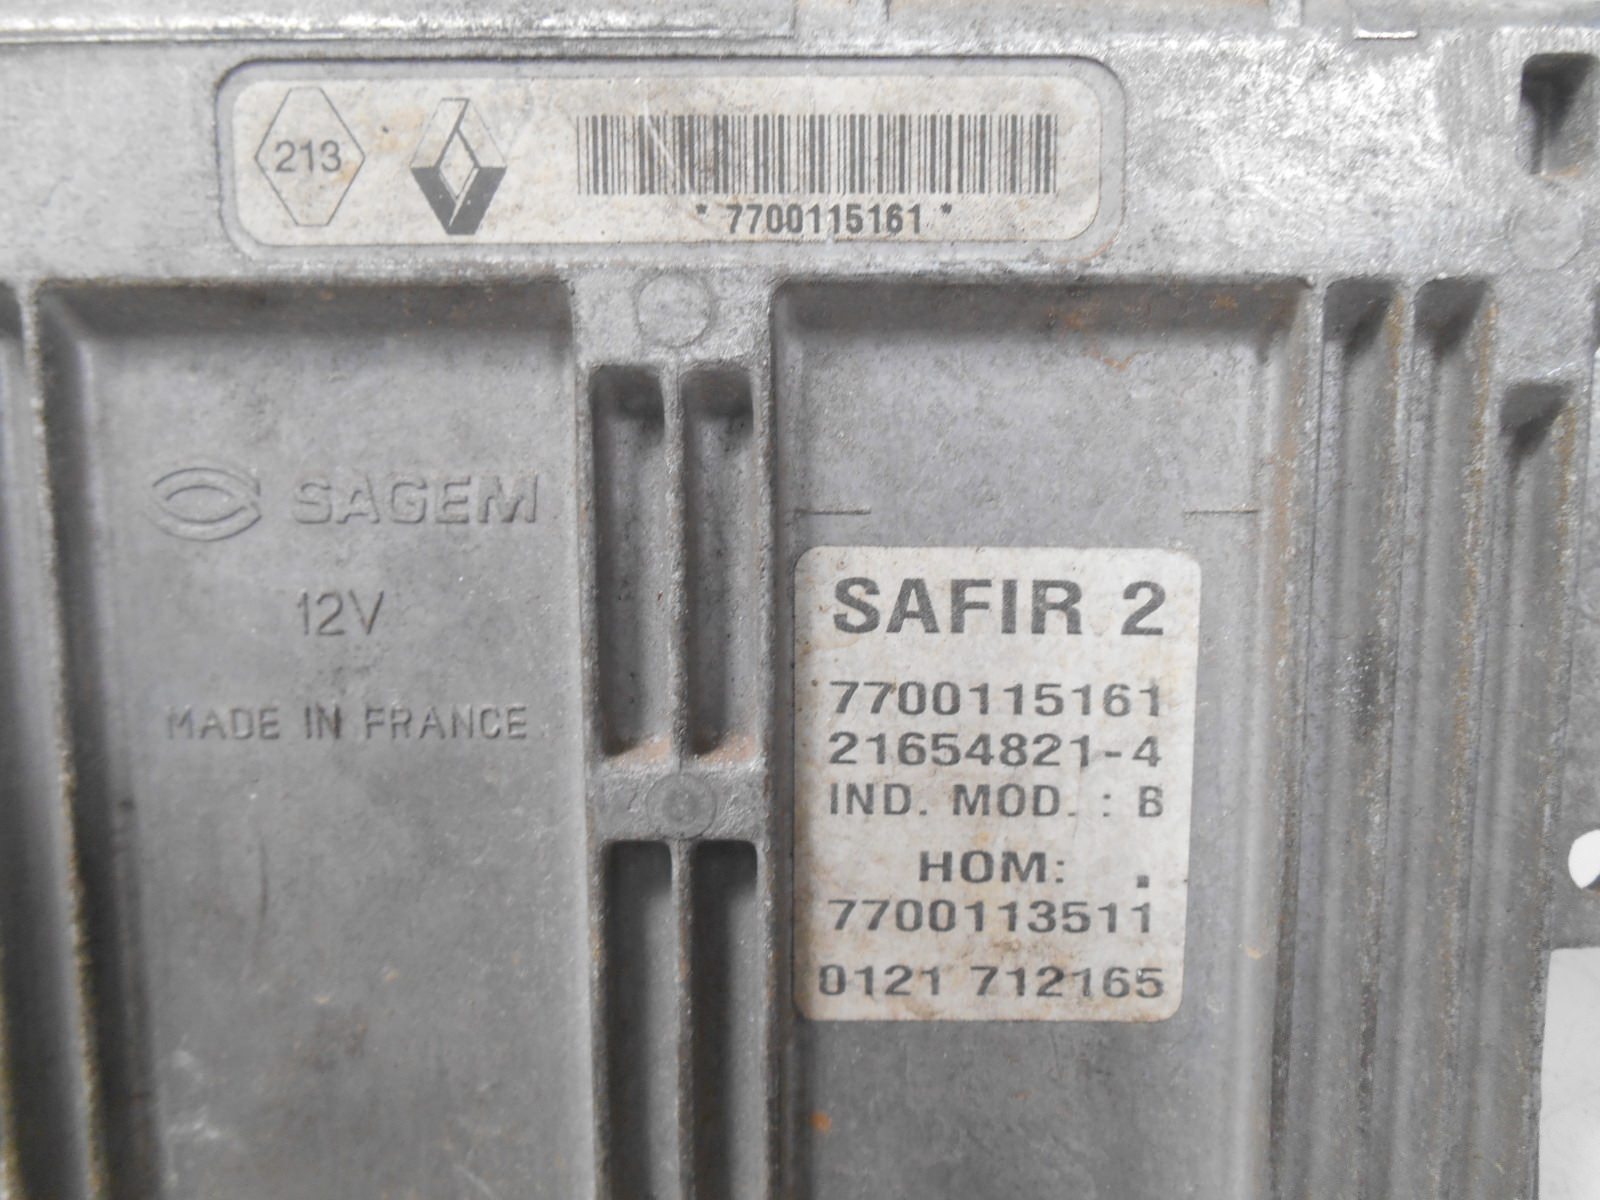 213
* 7700115161 *
SAGEM
12V
MADE IN FRANCE
SAFIR 2
7700115161
21654821-4
IND. MOD. : B
HOM: .
7700113511
0121 712165